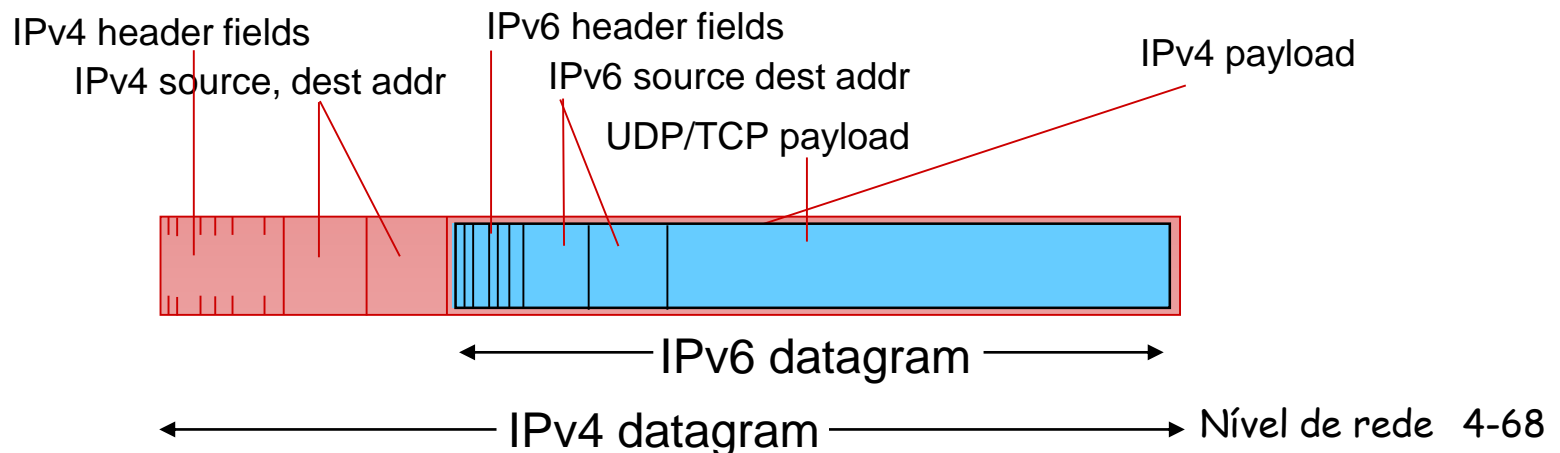 IPv4 header fields
IPv4 source, dest addr
IPv6 header fields
IPv6 source dest addr
UDP/TCP payload
IPv4 payload
IPv6 datagram
IPv4 datagram
Nível de rede 4-68